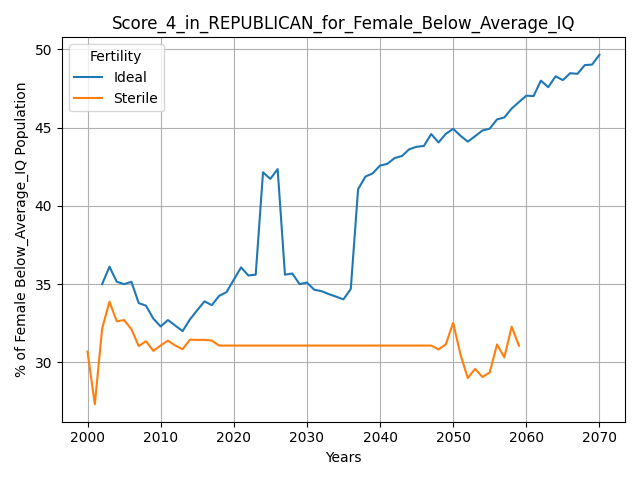 Score_4_in_REPUBLICAN_for_Female_Below_Average_IQ
Fertility
Ideal
Sterile
% of Female Below_Average_IQ Population
50
45
40
35
30
2000 2010 2020 2030 2040 2050 2060 2070
Years